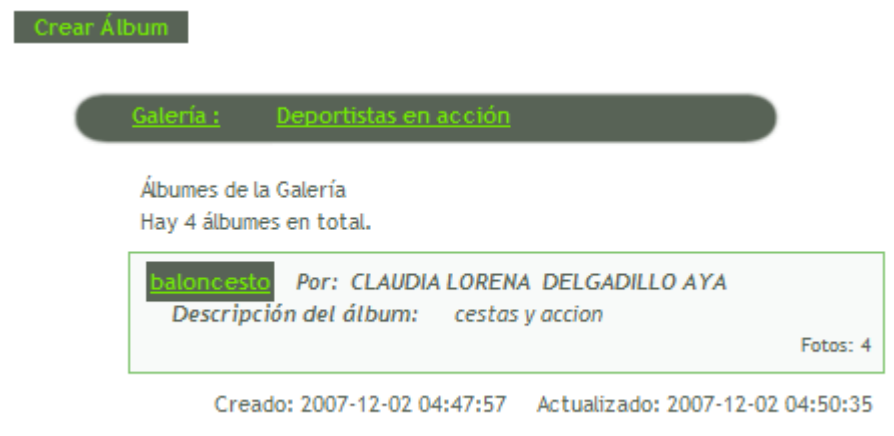 Crear Álbum
Galería : Deportistas en acción
Álbumes de la Galería
Hay 4 álbumes en total.
baloncesto Por: CLAUDIA LORENA DELGADILLO AYA
Descripción del álbum: cestas y accion
Fotos: 4
Creado: 2007-12-02 04:47:57 Actualizado: 2007-12-02 04:50:35